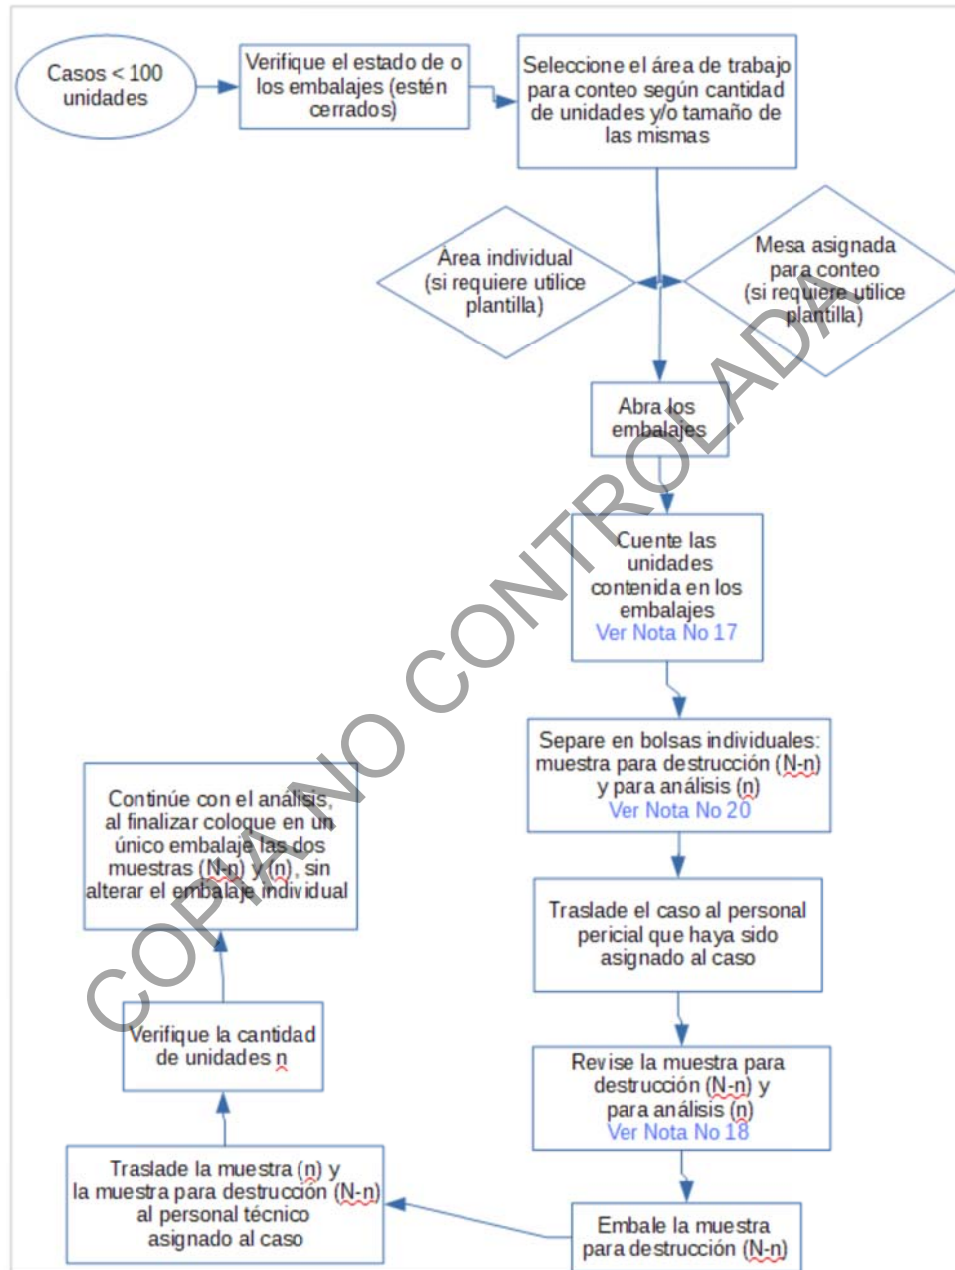 Casos < 100
unidades
Verifique el estado de o
los embalajes (estén
cerrados)
Seleccione el área de trabajo
para conteo según cantidad
de unidades y/o tamaño de
las mismas
Área individual
(si requiere utilice
plantilla)
Mesa asignada
para conteo
(si requiere utilice
plantilla)
Abra los
embalajes
Cuente las
unidades
contenida en los
embalajes
Ver Nota No 17
Separe en bolsas individuales:
muestra para destrucción (N-n)
y para análisis (n)
Ver Nota No 20
Traslade el caso al personal
pericial que haya sido
asignado al caso
Revise la muestra para
destrucción (N-n) y
para análisis (n)
Ver Nota No 18
Embale la muestra
para destrucción (N-n)
Traslade la muestra (n) y
la muestra para destrucción (N-n)
al personal técnico
asignado al caso
Verifique la cantidad
de unidades n
Continúe con el análisis,
al finalizar coloque en un
único embalaje las dos
muestras (N-n) y (n), sin
alterar el embalaje individual
COPIA NO CONTROLADA